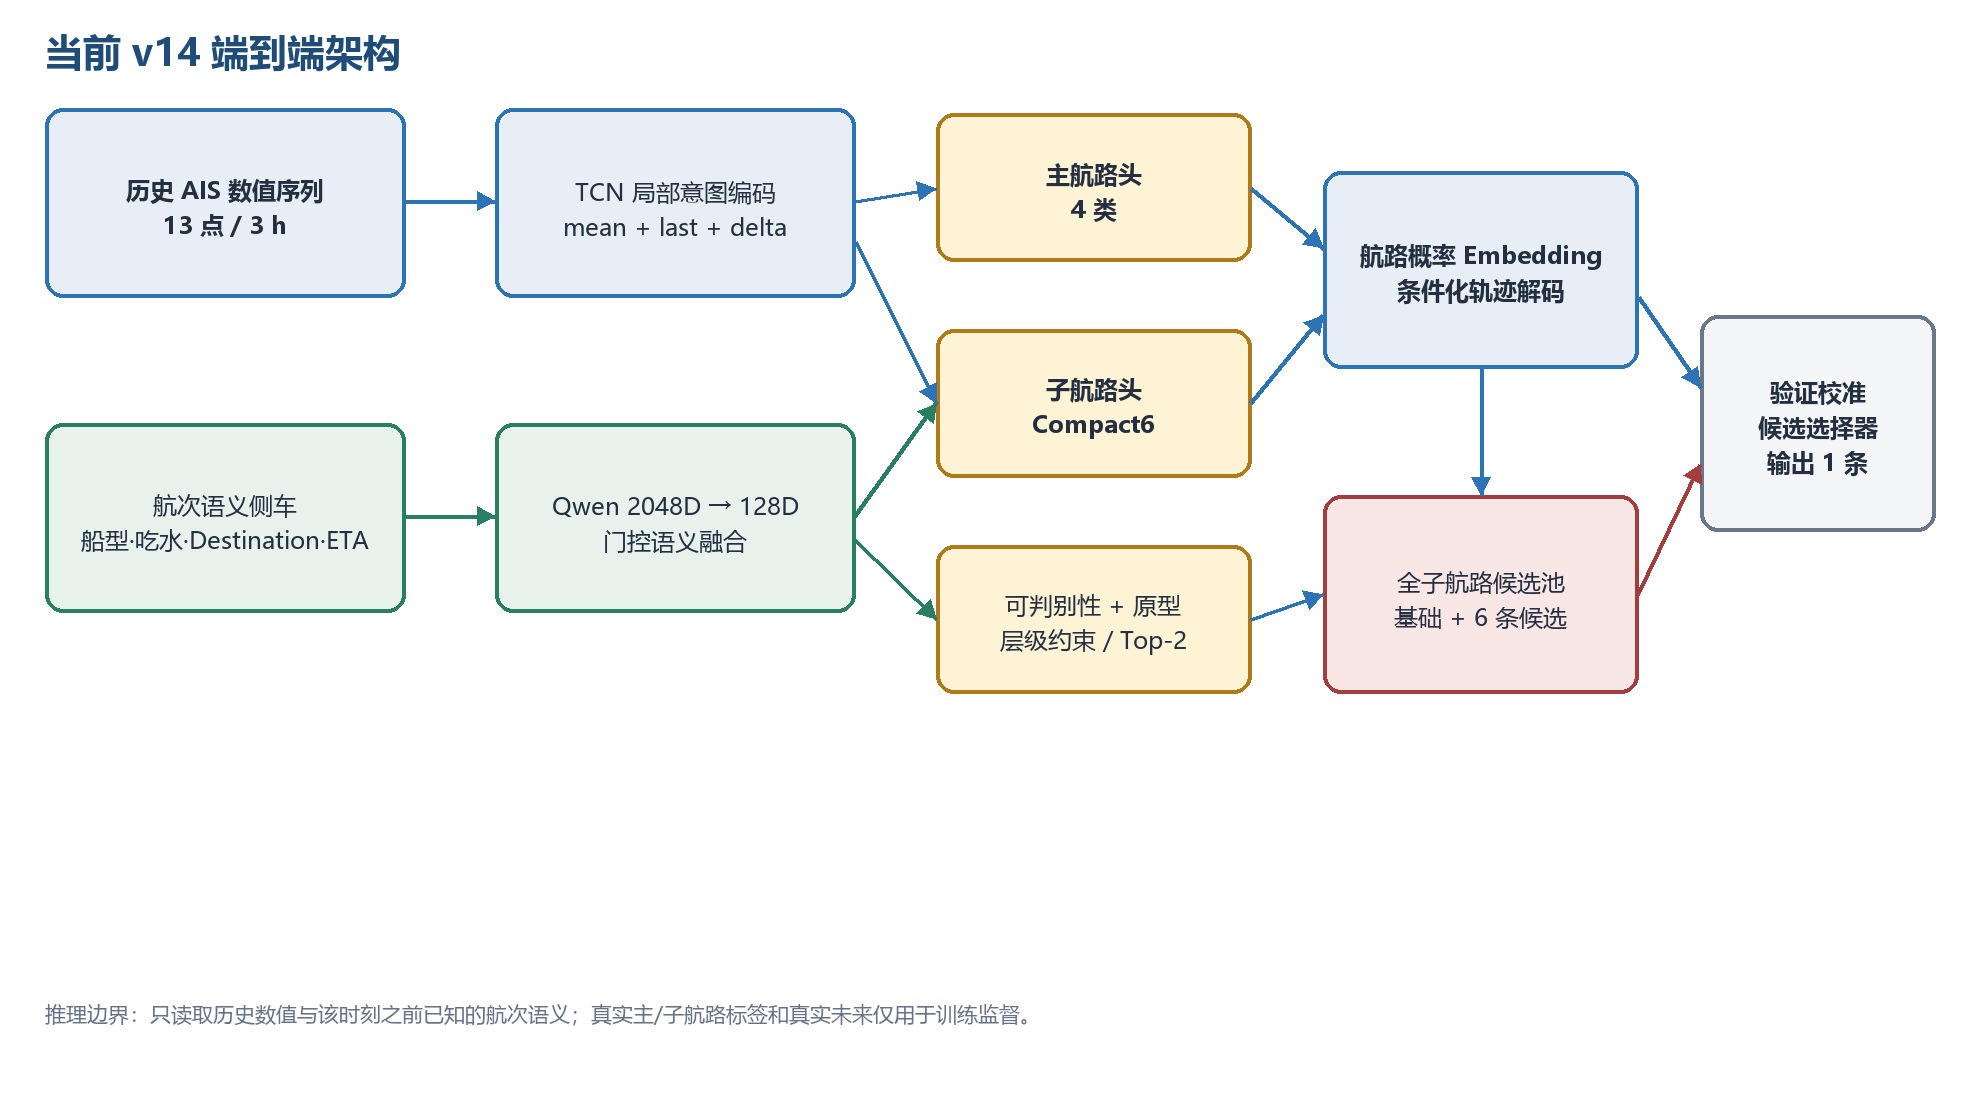 当前 v14 端到端架构
历史 AIS 数值序列
13 点 / 3 h
TCN 局部意图编码
mean + last + delta
主航路头
4 类
航路概率 Embedding
条件化轨迹解码
子航路头
Compact6
验证校准
候选选择器
输出 1 条
航次语义侧车
船型·吃水·Destination·ETA
Qwen 2048D → 128D
门控语义融合
可判别性 + 原型
层级约束 / Top-2
全子航路候选池
基础 + 6 条候选
推理边界：只读取历史数值与该时刻之前已知的航次语义；真实主/子航路标签和真实未来仅用于训练监督。